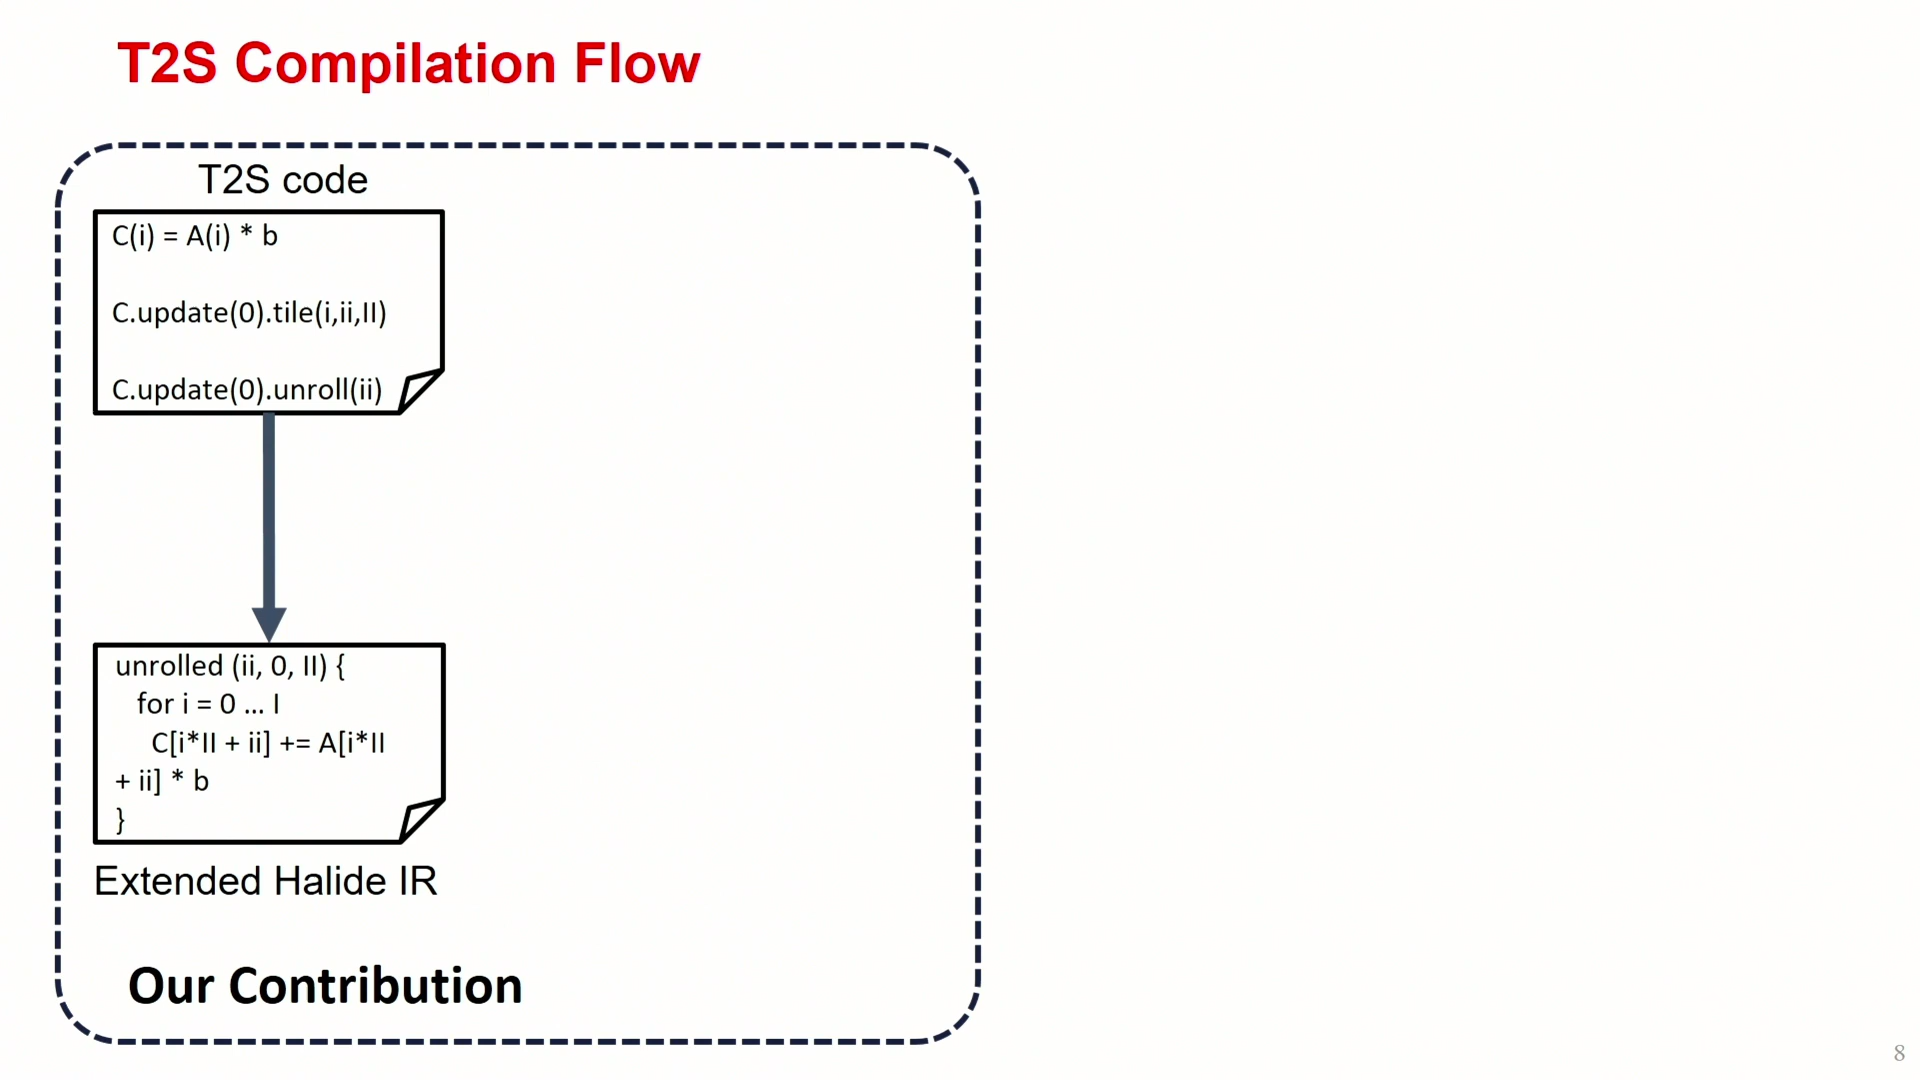 T2S Compilation Flow
T2S code
C(i) = A(i) * b
C.update(0).tile(i,ii,II)
C.update(0).unroll(ii)
unrolled (ii, 0, II) {
for i = 0 ... I
C[i*II + ii] += A[i*II
+ ii] * b
}
Extended Halide IR
Our Contribution
8